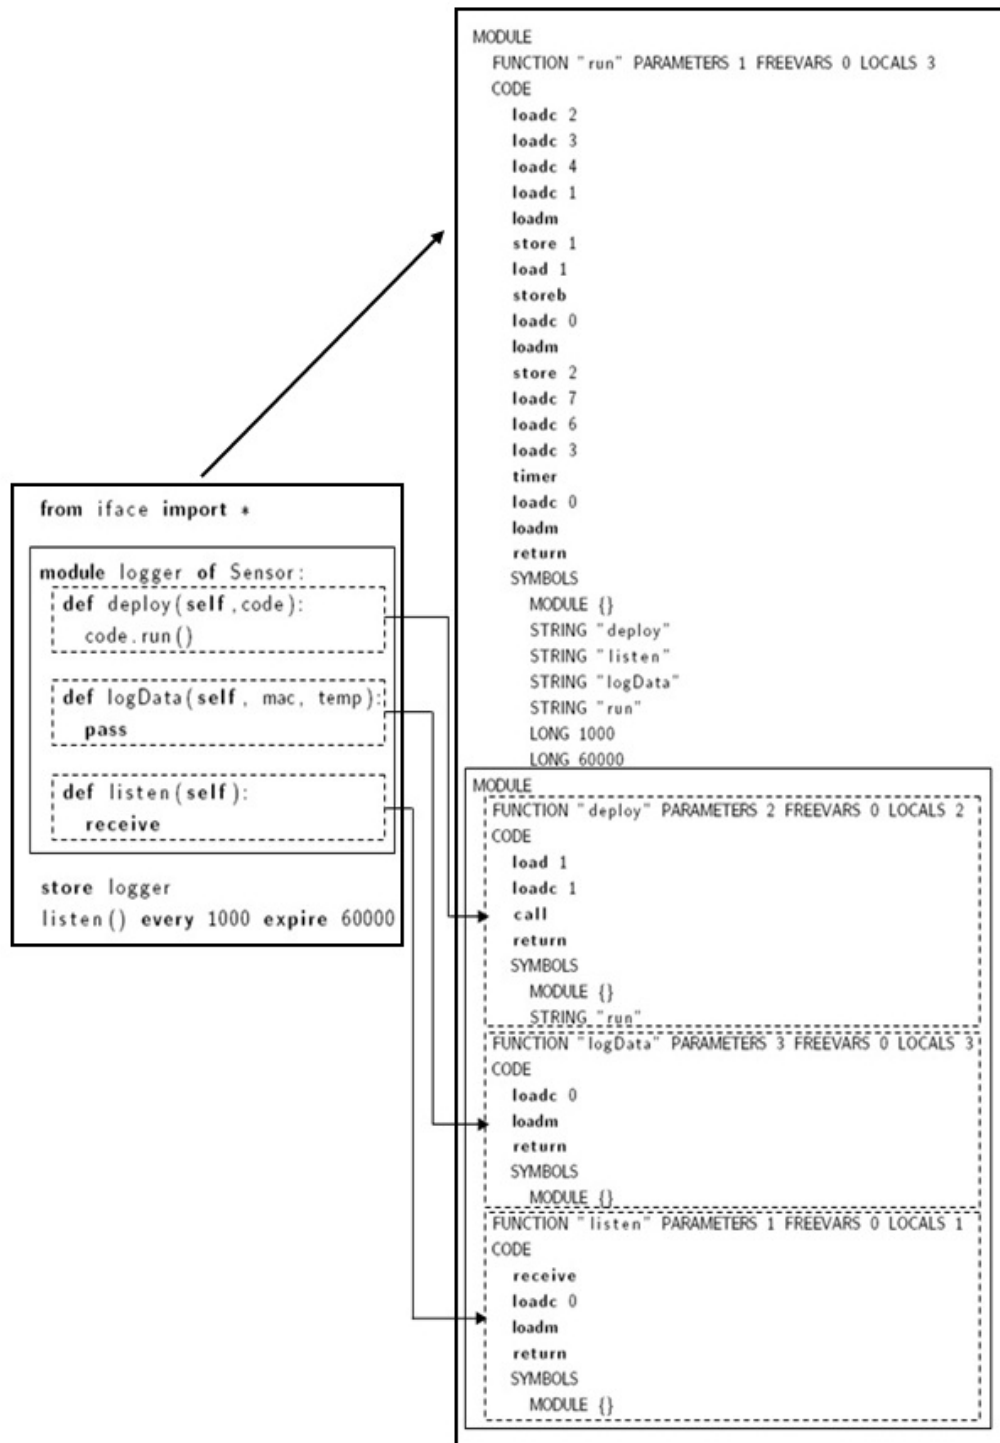 from iface import *
module logger of Sensor:
def deploy(self,code):
code.run()
def logData(self, mac, temp):
pass
def listen(self):
receive
store logger
listen() every 1000 expire 60000
MODULE
FUNCTION "run" PARAMETERS 1 FREEVARS 0 LOCALS 3
CODE
loadc 2
loadc 3
loadc 4
loadc 1
loadm
store 1
load 1
storeb
loadc 0
loadm
store 2
loadc 7
loadc 6
loadc 3
timer
loadc 0
loadm
return
SYMBOLS
MODULE {}
STRING "deploy"
STRING "listen"
STRING "logData"
STRING "run"
LONG 1000
LONG 60000
MODULE
FUNCTION "deploy" PARAMETERS 2 FREEVARS 0 LOCALS 2
CODE
load 1
loadc 1
call
return
SYMBOLS
MODULE {}
STRING "run"
FUNCTION "logData" PARAMETERS 3 FREEVARS 0 LOCALS 3
CODE
loadc 0
loadm
return
SYMBOLS
MODULE {}
FUNCTION "listen" PARAMETERS 1 FREEVARS 0 LOCALS 1
CODE
receive
loadc 0
loadm
return
SYMBOLS
MODULE {}